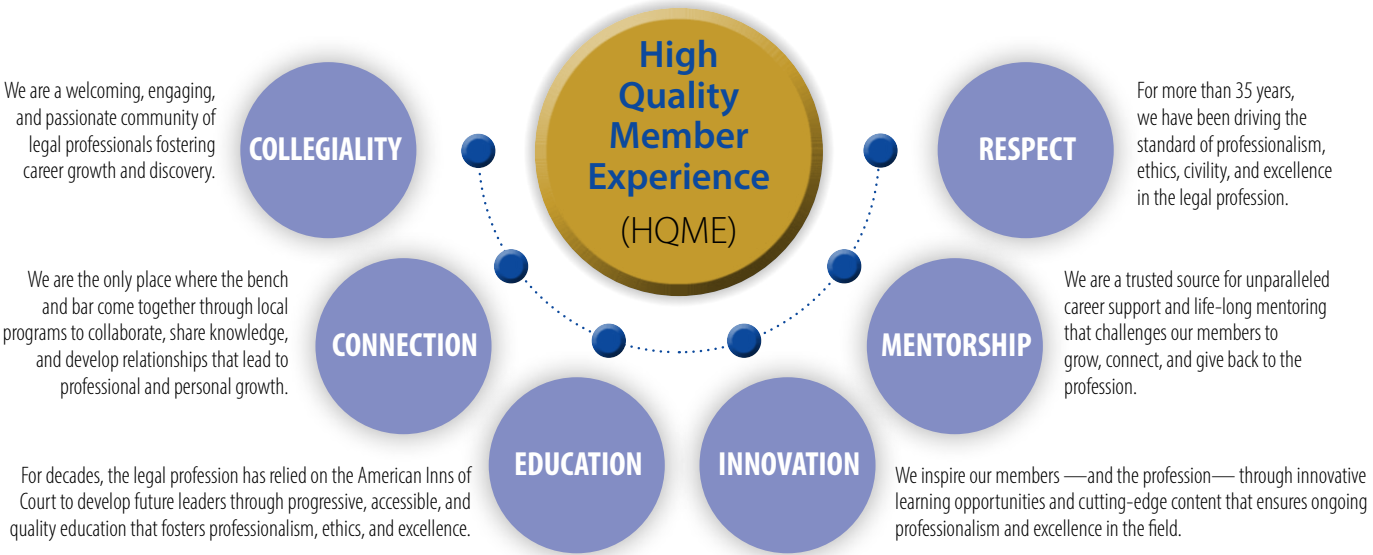 High
Quality
Member
Experience
(HQME)
We are a welcoming, engaging,
and passionate community of
legal professionals fostering
career growth and discovery.
COLLEGIALITY
RESPECT
For more than 35 years,
we have been driving the
standard of professionalism,
ethics, civility, and excellence
in the legal profession.
We are the only place where the bench
and bar come together through local
programs to collaborate, share knowledge,
and develop relationships that lead to
professional and personal growth.
CONNECTION
MENTORSHIP
We are a trusted source for unparalleled
career support and life-long mentoring
that challenges our members to
grow, connect, and give back to the
profession.
For decades, the legal profession has relied on the American Inns of
Court to develop future leaders through progressive, accessible, and
quality education that fosters professionalism, ethics, and excellence.
EDUCATION
INNOVATION
We inspire our members —and the profession— through innovative
learning opportunities and cutting-edge content that ensures ongoing
professionalism and excellence in the field.